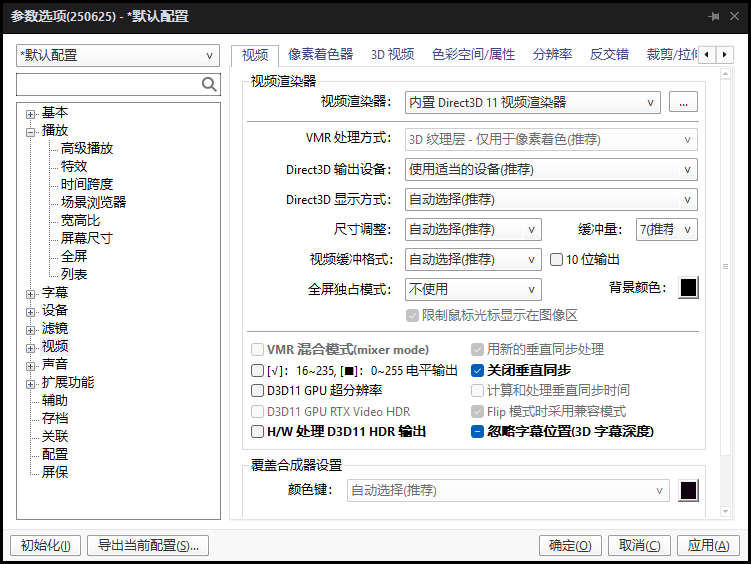 参数选项(250625) - *默认配置
*默认配置
基本
播放
高级播放
特效
时间跨度
场景浏览器
宽高比
屏幕尺寸
全屏
列表
字幕
设备
滤镜
视频
声音
扩展功能
辅助
存档
关联
配置
屏保
视频 像素着色器 3D 视频 色彩空间/属性 分辨率 反交错 裁剪/拉伸
视频渲染器
视频渲染器： 内置 Direct3D 11 视频渲染器 ...
VMR 处理方式： 3D 纹理层 - 仅用于像素着色(推荐)
Direct3D 输出设备： 使用适当的设备(推荐)
Direct3D 显示方式： 自动选择(推荐)
尺寸调整： 自动选择(推荐) 缓冲量： 7(推荐
视频缓冲格式： 自动选择(推荐) 10 位输出
全屏独占模式： 不使用 背景颜色：
限制鼠标光标显示在图像区
VMR 混合模式(mixer mode) 用新的垂直同步处理
[√]：16~235, [■]：0~255 电平输出 关闭垂直同步
D3D11 GPU 超分辨率 计算和处理垂直同步时间
D3D11 GPU RTX Video HDR Flip 模式时采用兼容模式
H/W 处理 D3D11 HDR 输出 忽略字幕位置(3D 字幕深度)
覆盖合成器设置
颜色键： 自动选择(推荐)
初始化(I) 导出当前配置(S)... 确定(O) 取消(C) 应用(A)